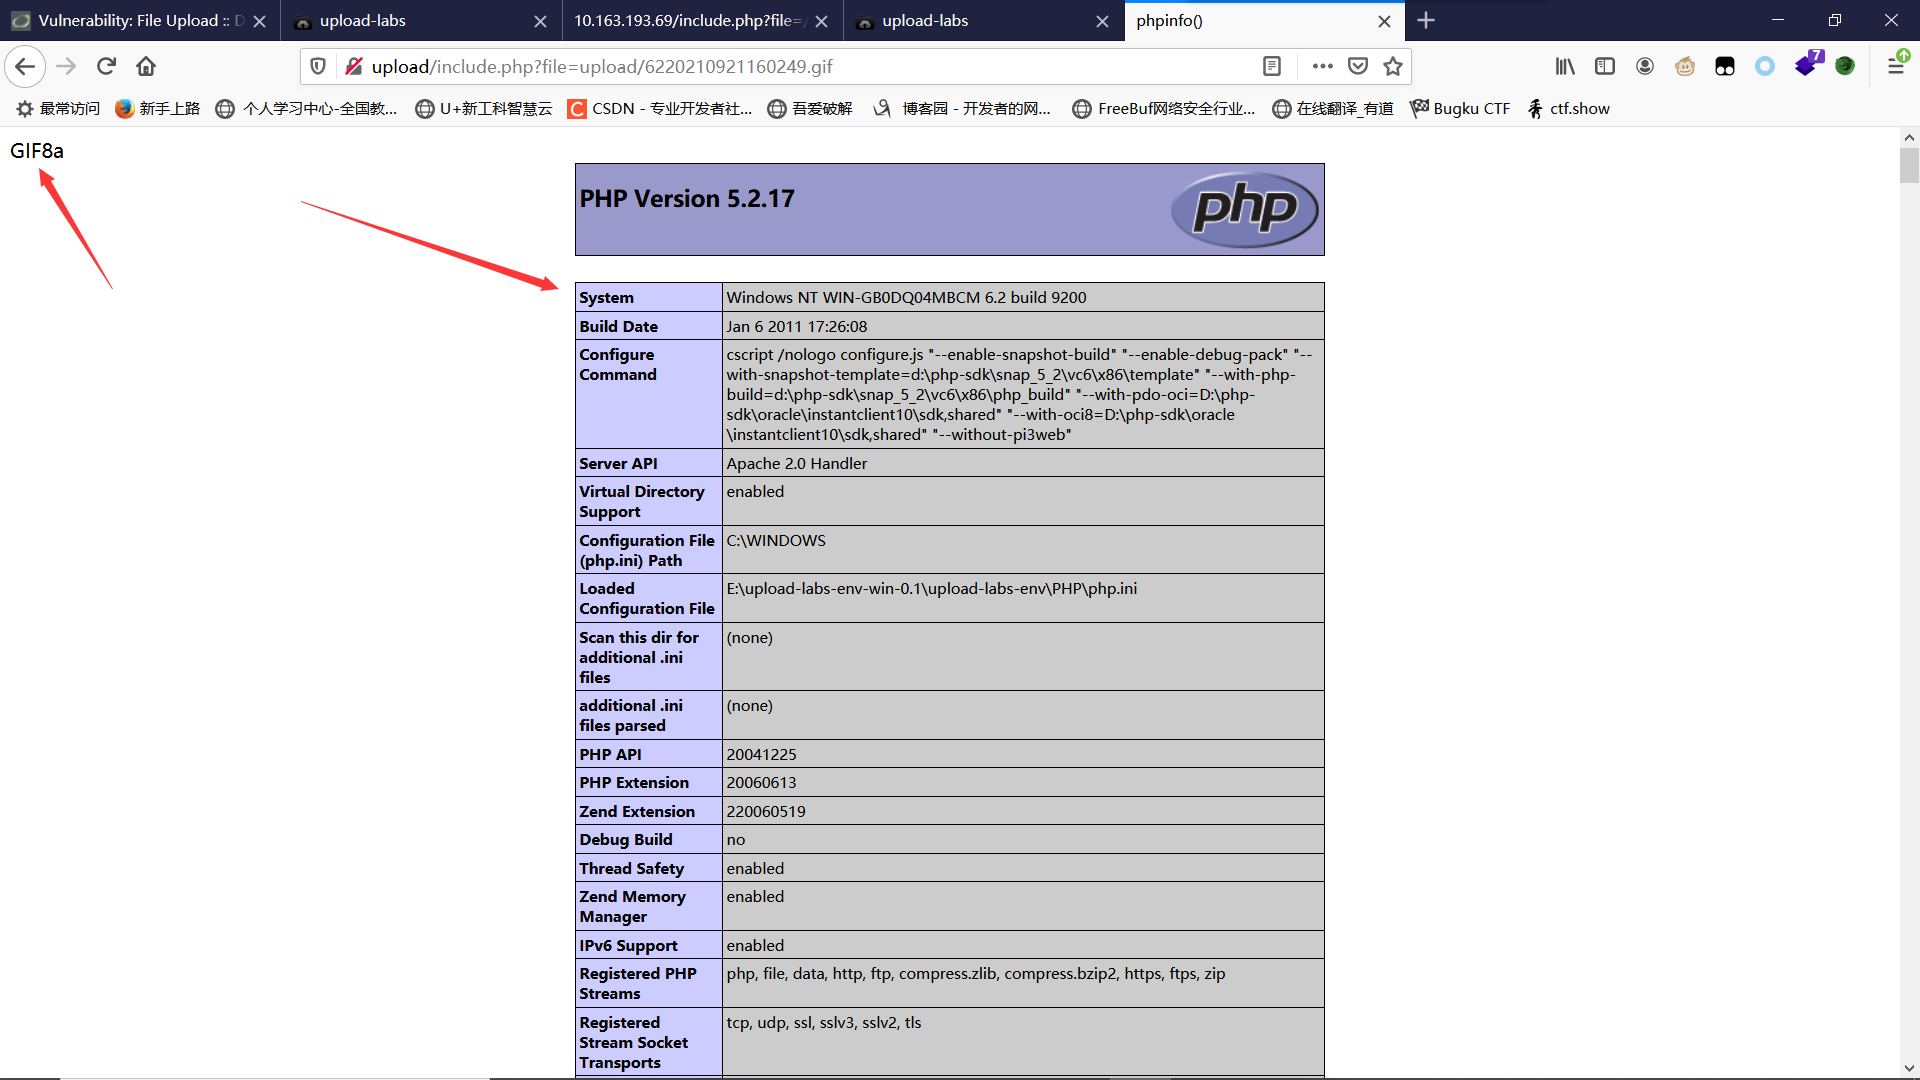 Vulnerability: File Upload :: D
upload-labs
10.163.193.69/include.php?file=/
upload-labs
phpinfo()
upload/include.php?file=upload/6220210921160249.gif
7
最常访问
新手上路
个人学习中心-全国教...
U+新工科智慧云
CSDN - 专业开发者社...
吾爱破解
博客园 - 开发者的网...
FreeBuf网络安全行业...
在线翻译_有道
Bugku CTF
ctf.show
GIF8a
PHP Version 5.2.17
php
System
Windows NT WIN-GB0DQ04MBCM 6.2 build 9200
Build Date
Jan 6 2011 17:26:08
Configure
Command
cscript /nologo configure.js "--enable-snapshot-build" "--enable-debug-pack" "--
with-snapshot-template=d:\php-sdk\snap_5_2\vc6\x86\template" "--with-php-
build=d:\php-sdk\snap_5_2\vc6\x86\php_build" "--with-pdo-oci=D:\php-
sdk\oracle\instantclient10\sdk,shared" "--with-oci8=D:\php-sdk\oracle
\instantclient10\sdk,shared" "--without-pi3web"
Server API
Apache 2.0 Handler
Virtual Directory
Support
enabled
Configuration File
(php.ini) Path
C:\WINDOWS
Loaded
Configuration File
E:\upload-labs-env-win-0.1\upload-labs-env\PHP\php.ini
Scan this dir for
additional .ini
files
(none)
additional .ini
files parsed
(none)
PHP API
20041225
PHP Extension
20060613
Zend Extension
220060519
Debug Build
no
Thread Safety
enabled
Zend Memory
Manager
enabled
IPv6 Support
enabled
Registered PHP
Streams
php, file, data, http, ftp, compress.zlib, compress.bzip2, https, ftps, zip
Registered
Stream Socket
Transports
tcp, udp, ssl, sslv3, sslv2, tls